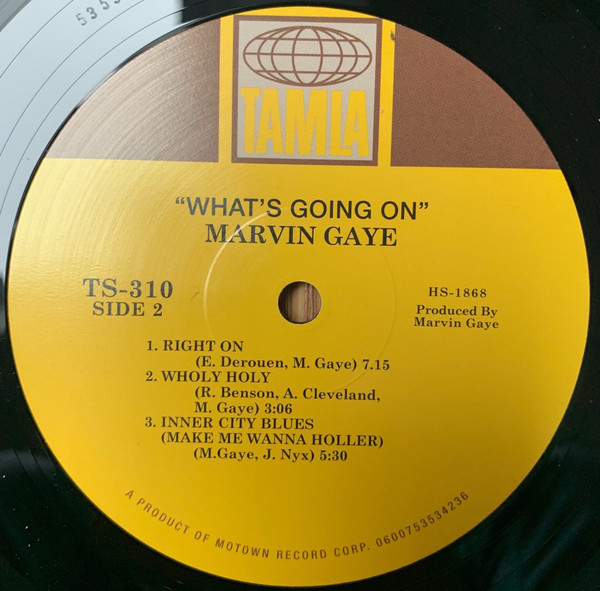 5353
TAMLA
“WHAT'S GOING ON”
MARVIN GAYE
TS-310
SIDE 2
HS-1868
Produced By
Marvin Gaye
1. RIGHT ON
(E. Derouen, M. Gaye) 7.15
2. WHOLY HOLY
(R. Benson, A. Cleveland,
M. Gaye) 3:06
3. INNER CITY BLUES
(MAKE ME WANNA HOLLER)
(M.Gaye, J. Nyx) 5:30
A PRODUCT OF MOTOWN RECORD CORP. 0600753534236